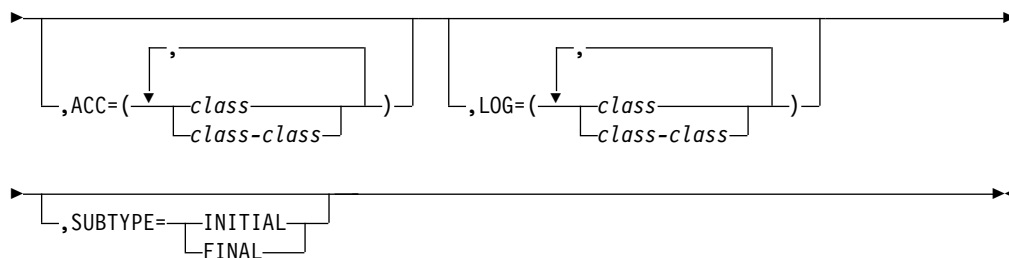 , ,
,ACC=( class ) ,LOG=( class )
class-class class-class
,SUBTYPE= INITIAL
FINAL